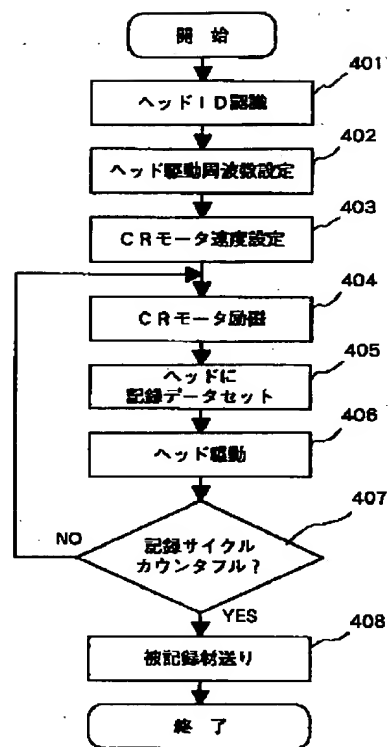 開 始
401
ヘッドＩＤ認識
402
ヘッド駆動周波数設定
403
ＣＲモータ速度設定
404
ＣＲモータ励磁
405
ヘッドに
記録データセット
406
ヘッド駆動
407
記録サイクル
カウンタフル？
NO
YES
408
被記録材送り
終 了